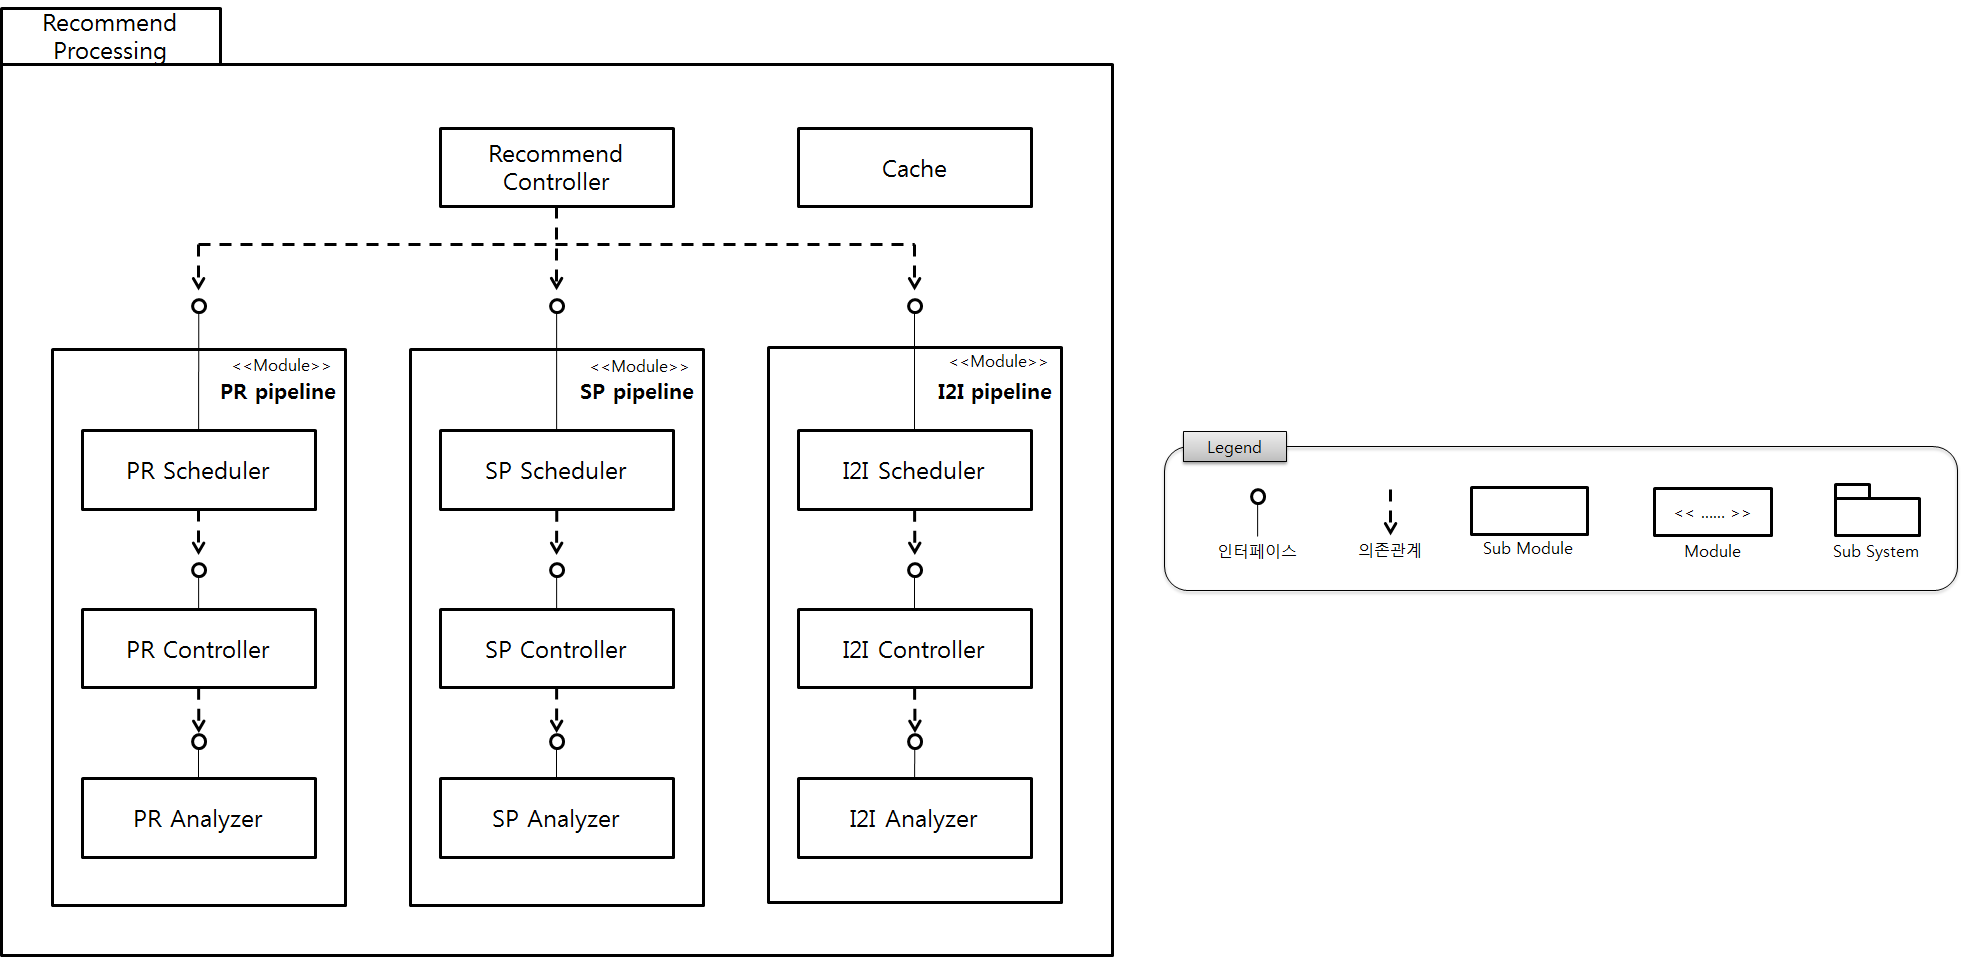 Recommend
Processing
Recommend
Controller
Cache
<<Module>>
PR pipeline
PR Scheduler
PR Controller
PR Analyzer
<<Module>>
SP pipeline
SP Scheduler
SP Controller
SP Analyzer
<<Module>>
I2I pipeline
I2I Scheduler
I2I Controller
I2I Analyzer
Legend
인터페이스
의존관계
Sub Module
<< ...... >>
Module
Sub System